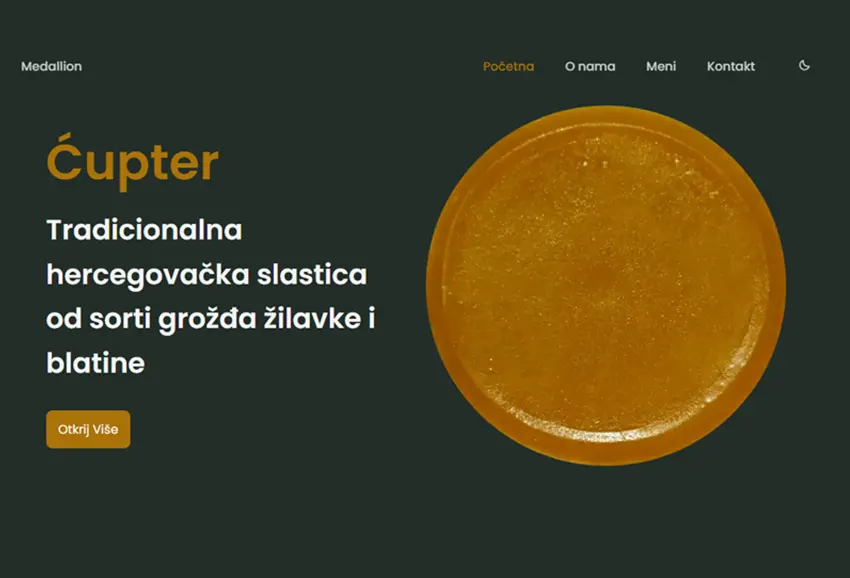 Medallion
Početna O nama Meni Kontakt
Ćupter
Tradicionalna
hercegovačka slastica
od sorti grožđa žilavke i
blatine
Otkrij Više